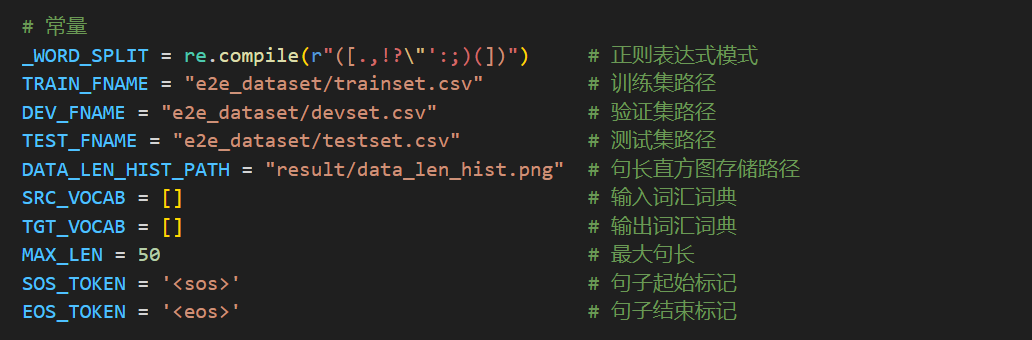 # 常量
_WORD_SPLIT = re.compile(r"([.,!?\"':;)(])") # 正则表达式模式
TRAIN_FNAME = "e2e_dataset/trainset.csv" # 训练集路径
DEV_FNAME = "e2e_dataset/devset.csv" # 验证集路径
TEST_FNAME = "e2e_dataset/testset.csv" # 测试集路径
DATA_LEN_HIST_PATH = "result/data_len_hist.png" # 句长直方图存储路径
SRC_VOCAB = [] # 输入词汇词典
TGT_VOCAB = [] # 输出词汇词典
MAX_LEN = 50 # 最大句长
SOS_TOKEN = '<sos>' # 句子起始标记
EOS_TOKEN = '<eos>' # 句子结束标记